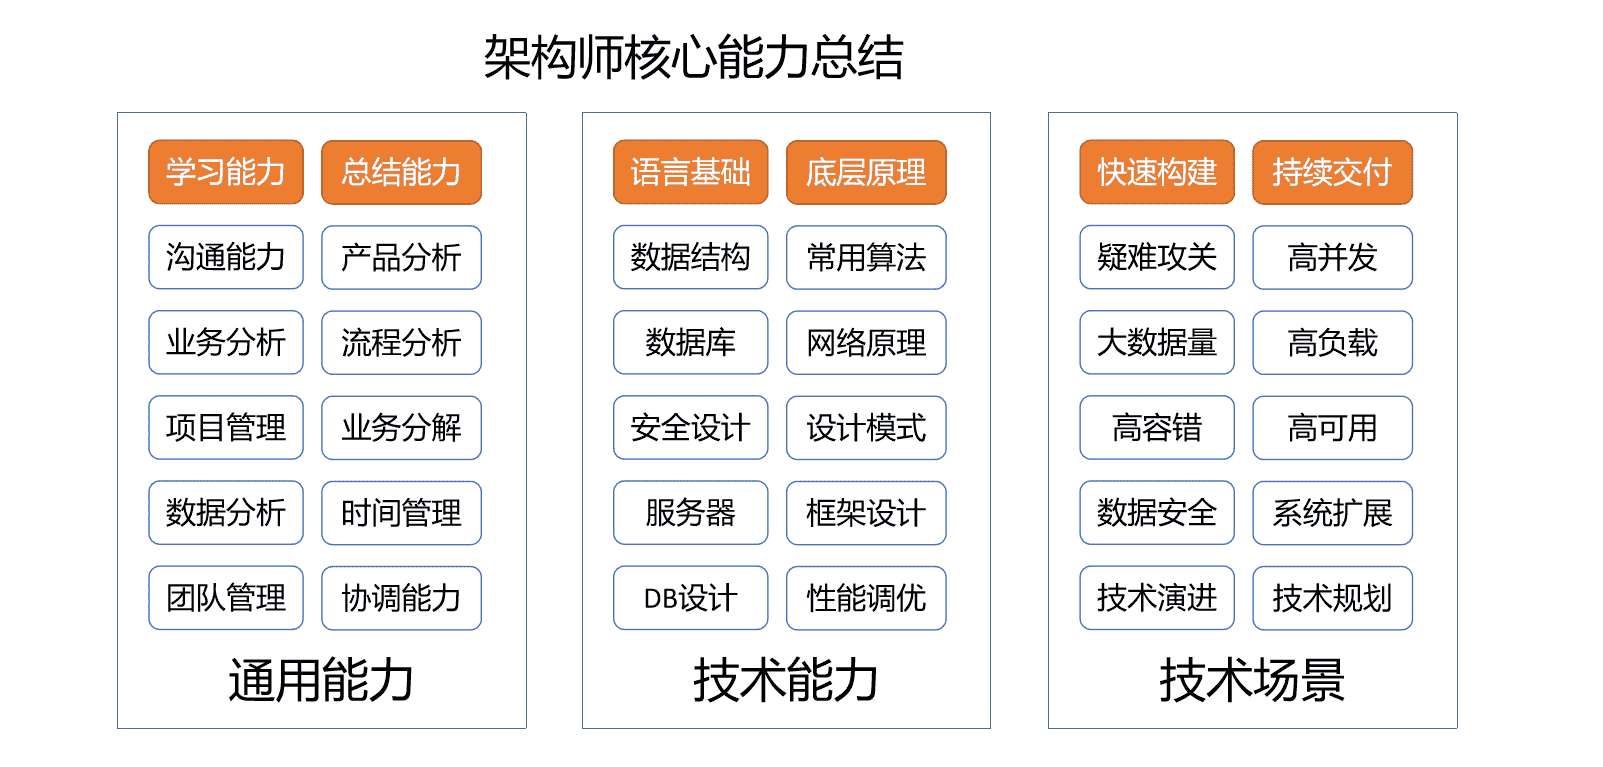 架构师核心能力总结
学习能力 总结能力
沟通能力 产品分析
业务分析 流程分析
项目管理 业务分解
数据分析 时间管理
团队管理 协调能力
通用能力
语言基础 底层原理
数据结构 常用算法
数据库 网络原理
安全设计 设计模式
服务器 框架设计
DB设计 性能调优
技术能力
快速构建 持续交付
疑难攻关 高并发
大数据量 高负载
高容错 高可用
数据安全 系统扩展
技术演进 技术规划
技术场景